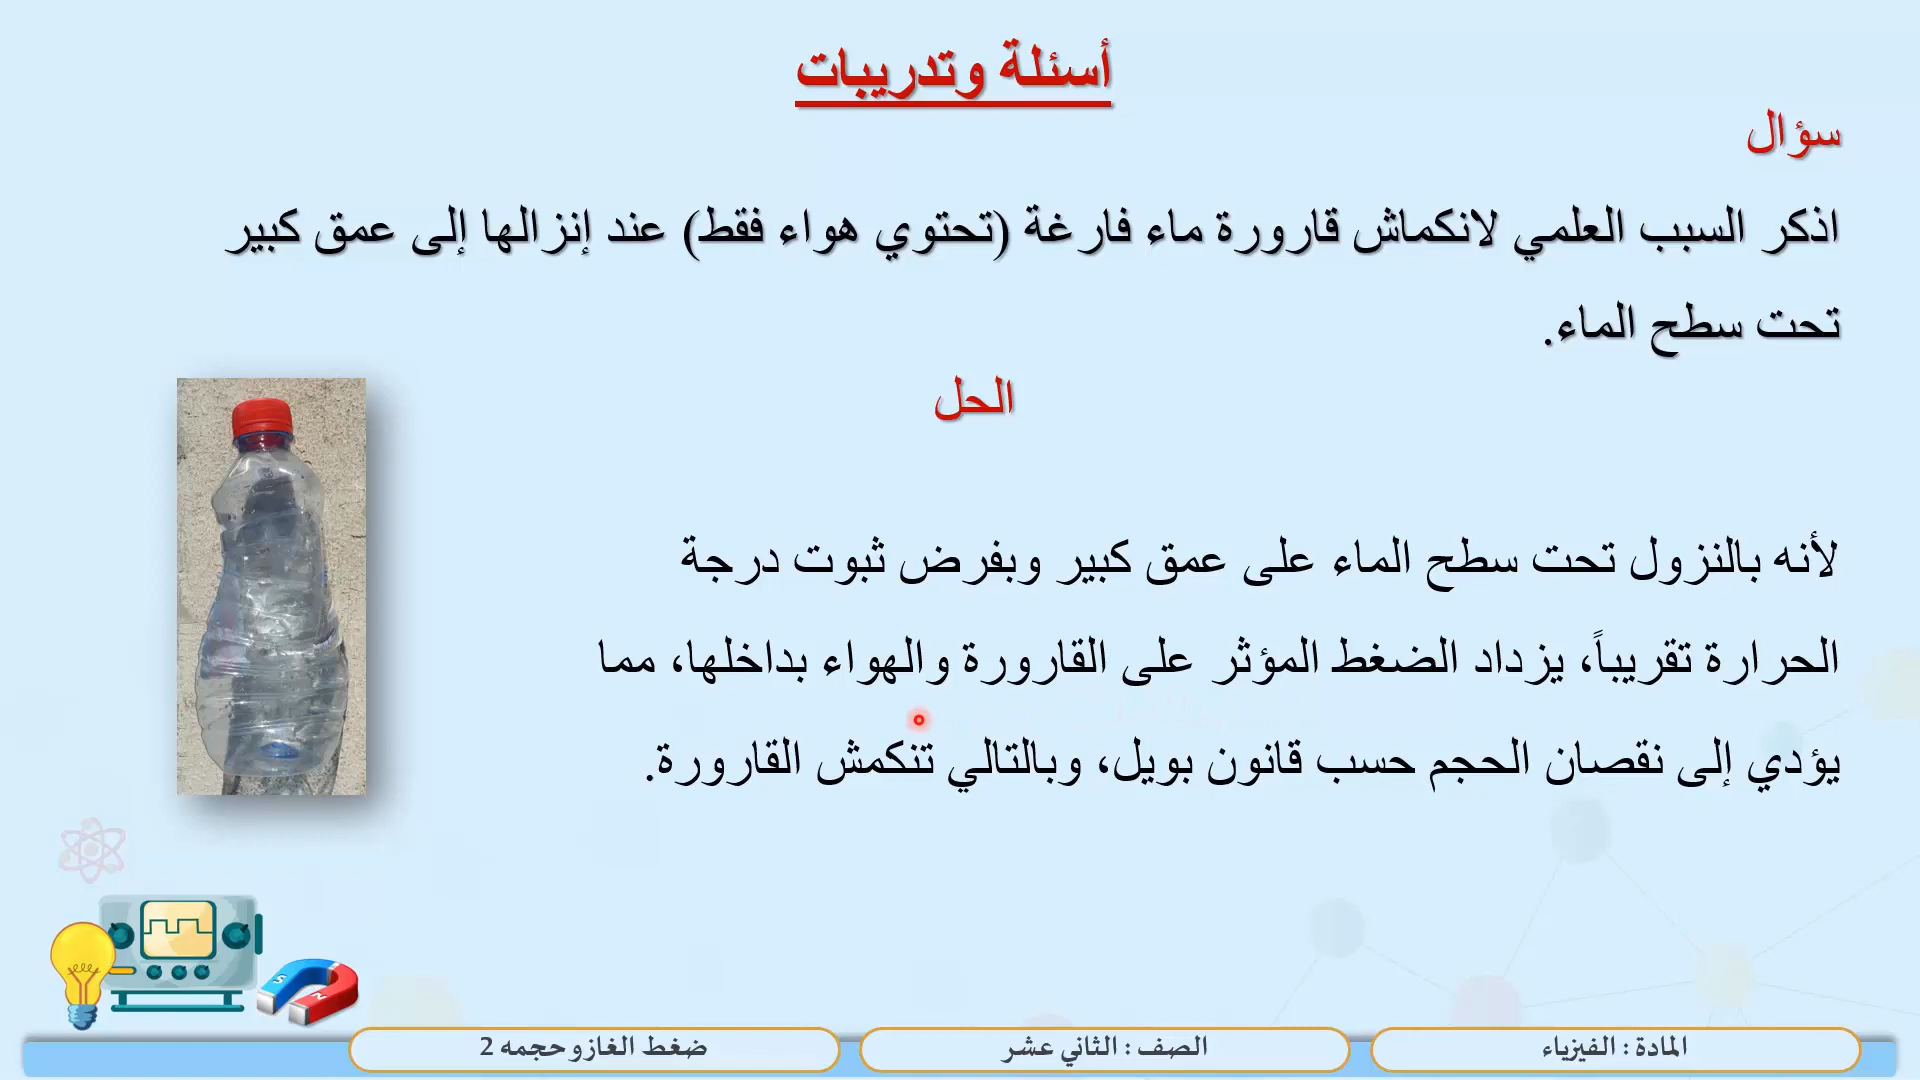 أسئلة وتدريبات
سؤال
اذكر السبب العلمي لانكماش قارورة ماء فارغة (تحتوي هواء فقط) عند إنزالها إلى عمق كبير
تحت سطح الماء.
الحل
لأنه بالنزول تحت سطح الماء على عمق كبير وبفرض ثبوت درجة
الحرارة تقريباً، يزداد الضغط المؤثر على القارورة والهواء بداخلها، مما
يؤدي إلى نقصان الحجم حسب قانون بويل، وبالتالي تنكمش القارورة.
S
N
المادة : الفيزياء
الصف : الثاني عشر
ضغط الغاز وحجمه 2